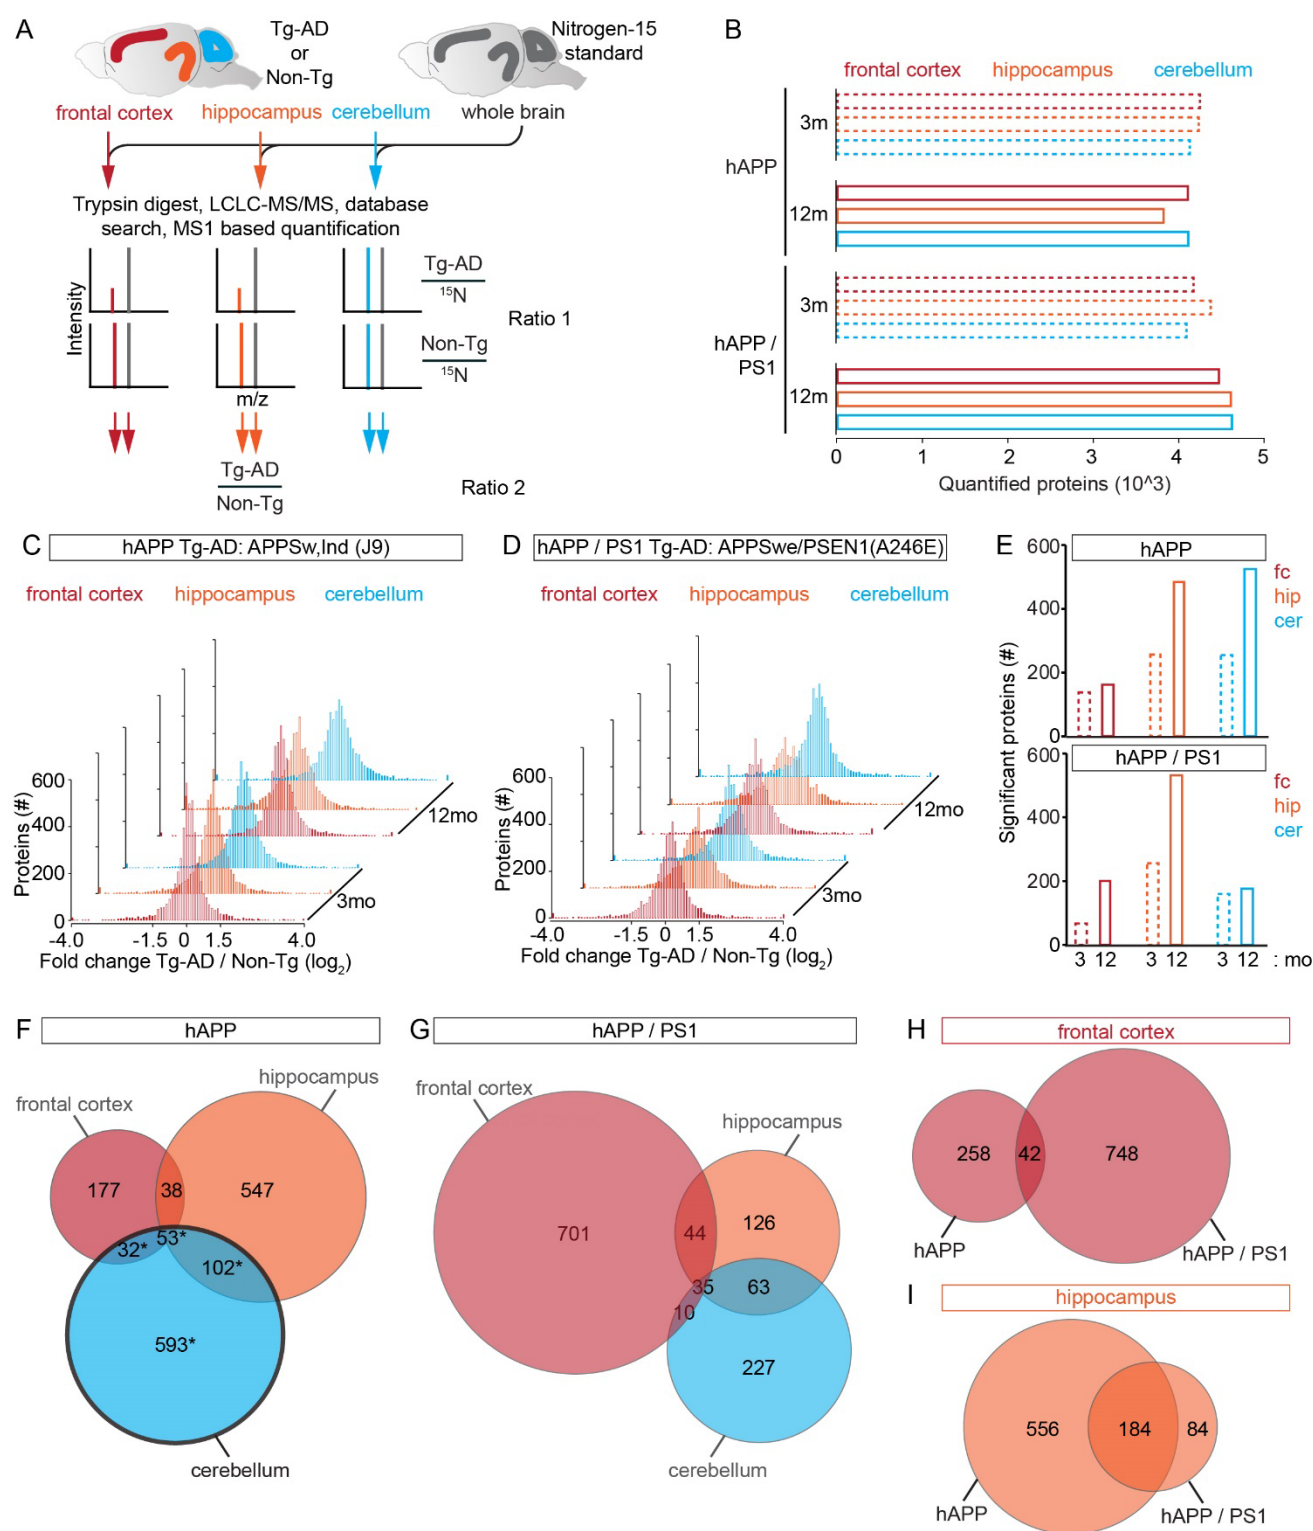 A
Tg-AD
or
Non-Tg
Nitrogen-15
standard
frontal cortex
hippocampus
cerebellum
whole brain
Trypsin digest, LCLC-MS/MS, database
search, MS1 based quantification
Intensity
m/z
Tg-AD
15N
Ratio 1
Non-Tg
15N
Tg-AD
Non-Tg
Ratio 2
B
frontal cortex
hippocampus
cerebellum
hAPP
3m
12m
hAPP /
PS1
3m
12m
0
1
2
3
4
5
Quantified proteins (10^3)
C
hAPP Tg-AD: APPSw,Ind (J9)
frontal cortex
hippocampus
cerebellum
Proteins (#)
600
400
200
0
-4.0
-1.5
0
1.5
4.0
3mo
12mo
Fold change Tg-AD / Non-Tg (log2)
D
hAPP / PS1 Tg-AD: APPSwe/PSEN1(A246E)
frontal cortex
hippocampus
cerebellum
Proteins (#)
600
400
200
0
-4.0
-1.5
0
1.5
4.0
3mo
12mo
Fold change Tg-AD / Non-Tg (log2)
E
hAPP
Significant proteins (#)
600
400
200
0
fc
hip
cer
hAPP / PS1
600
400
200
0
fc
hip
cer
3 12
3 12
3 12
: mo
F
hAPP
frontal cortex
hippocampus
177
38
547
32*
53*
102*
593*
cerebellum
G
hAPP / PS1
frontal cortex
hippocampus
701
44
126
35
63
10
227
cerebellum
H
frontal cortex
258
42
748
hAPP
hAPP / PS1
I
hippocampus
556
184
84
hAPP
hAPP / PS1